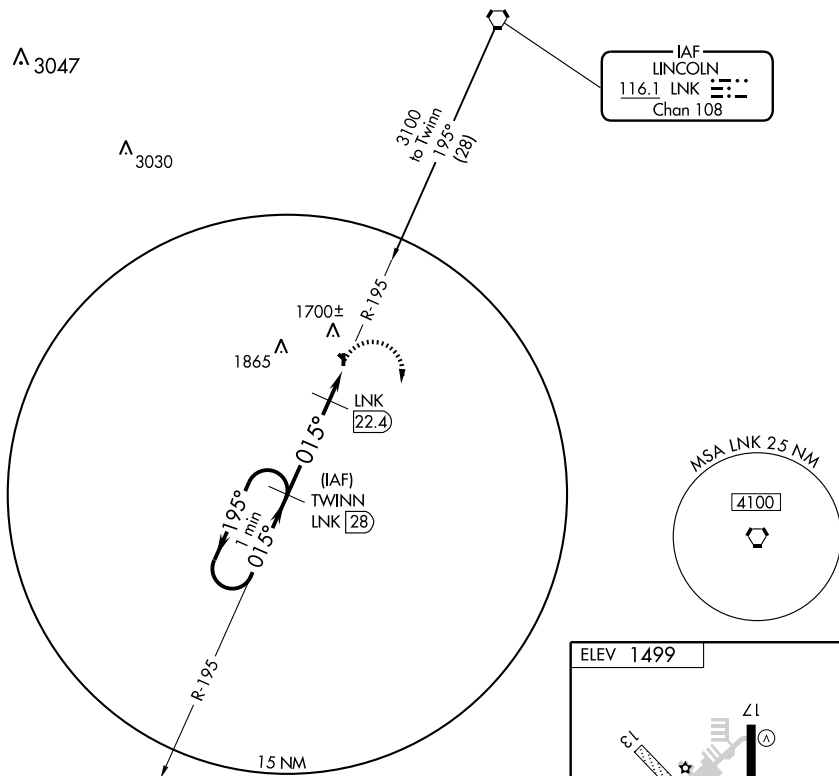 3047
3030
IAF
LINCOLN
116.1 LNK
Chan 108
3100
to Twinn
195°
(28)
R-195
1700±
1865
LNK
22.4
015°
(IAF)
TWINN
LNK 28
195°
1 min
015°
R-195
15 NM
MSA LNK 25 NM
4100
ELEV 1499
17
V
13